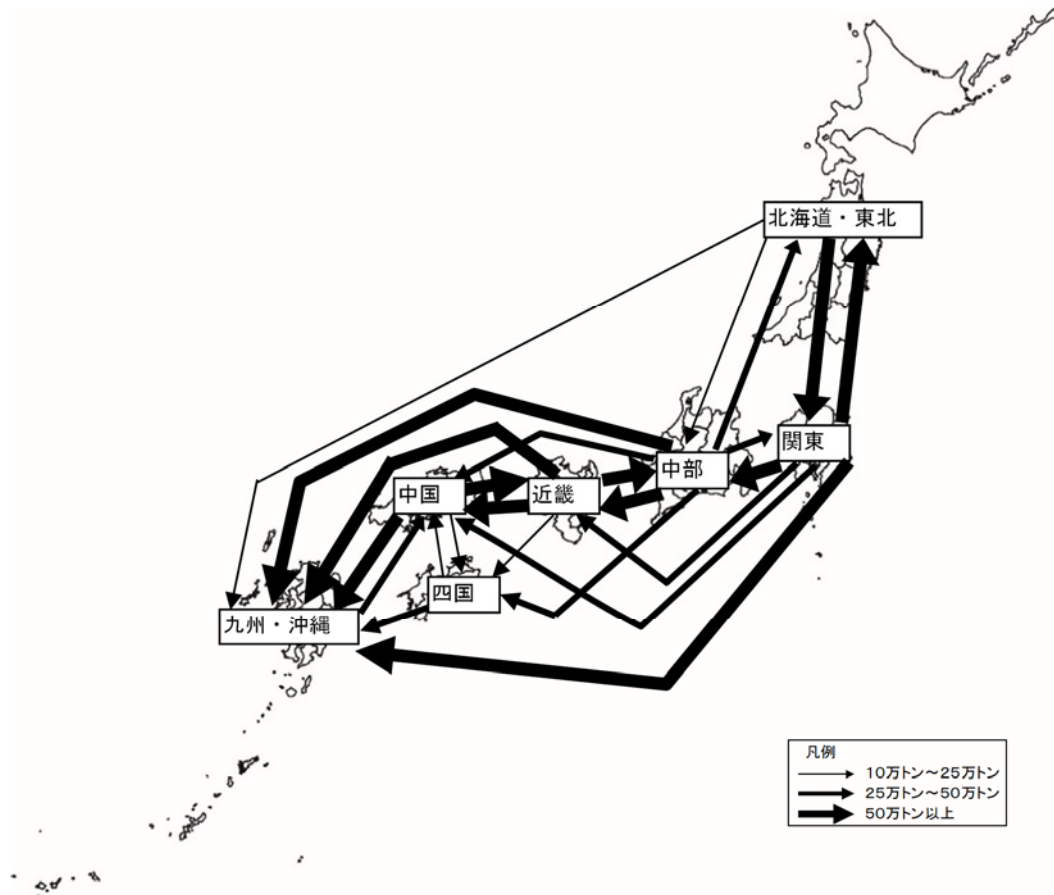 北海道・東北
関東
中部
中国
近畿
四国
九州・沖縄
凡例
10万トン～25万トン
25万トン～50万トン
50万トン以上